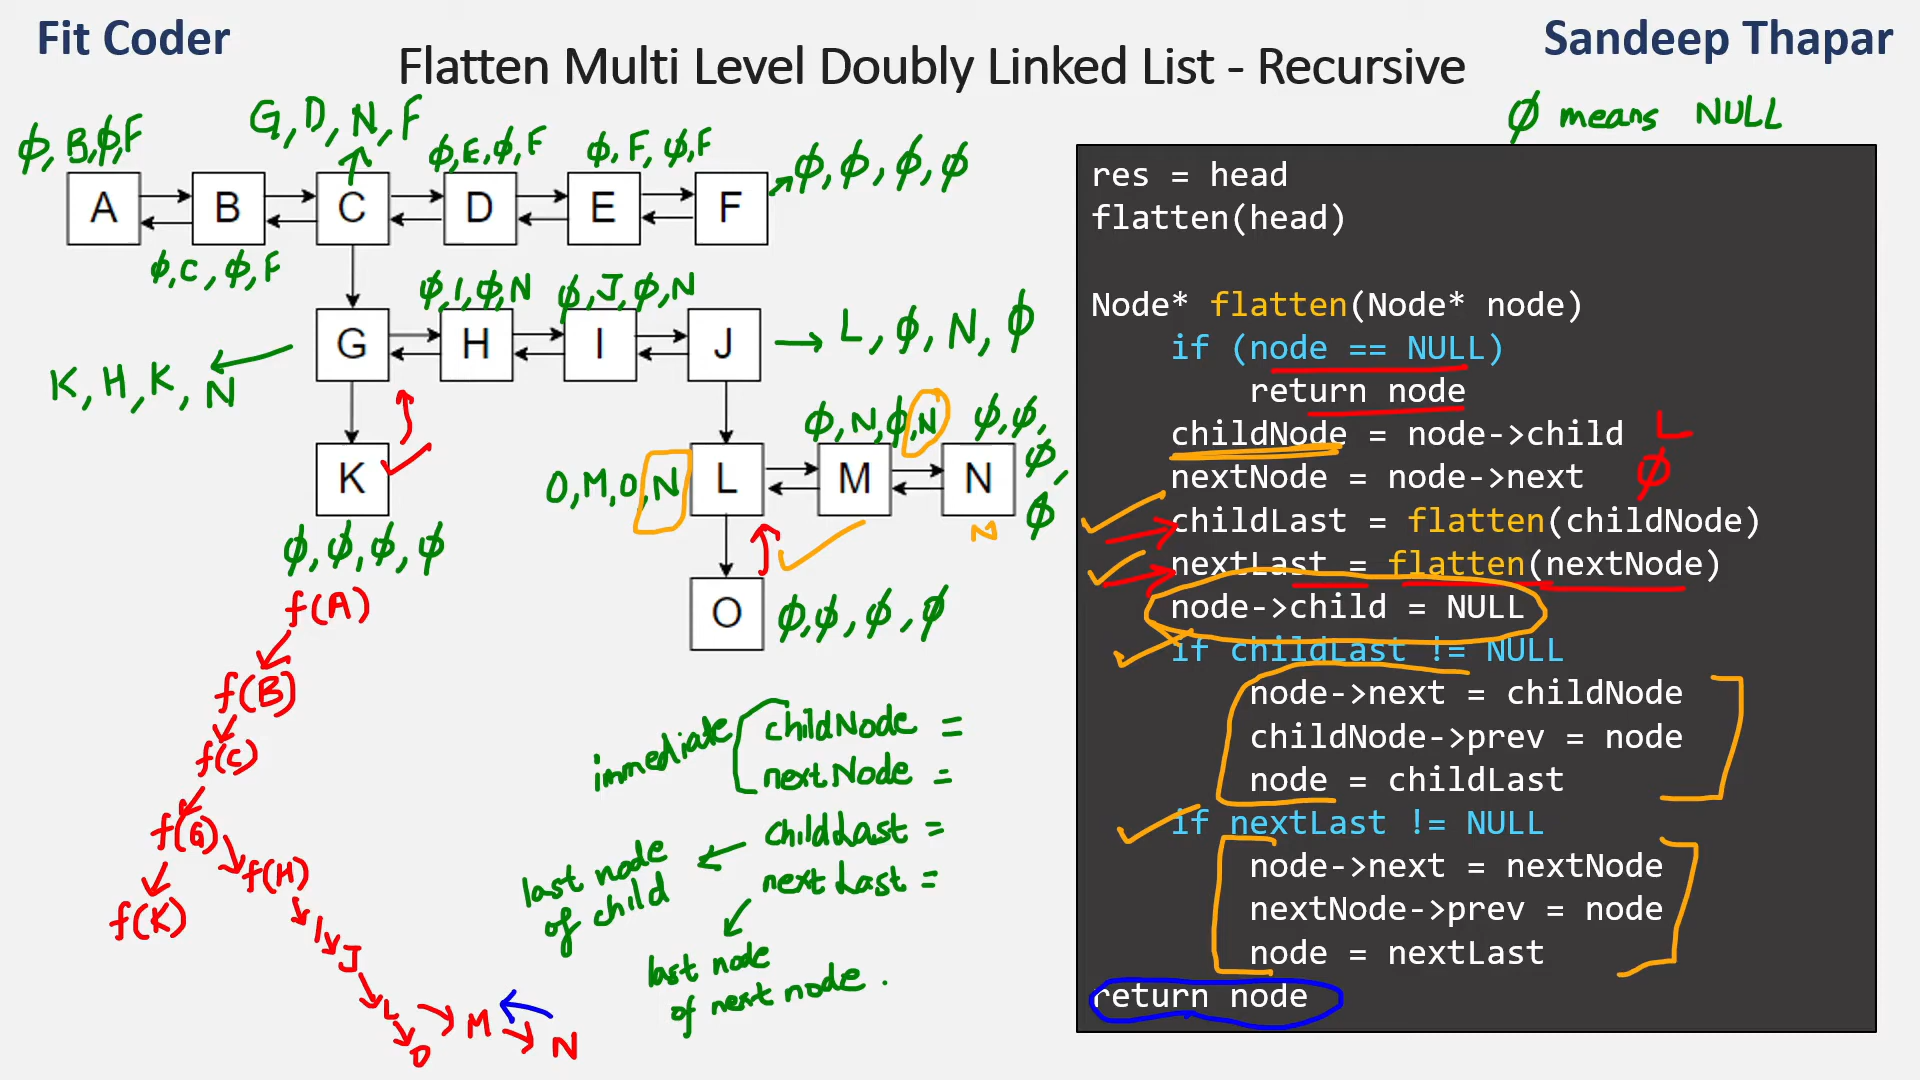 Fit Coder
Sandeep Thapar
Flatten Multi Level Doubly Linked List - Recursive
ϕ means NULL
ϕ, B, ϕ, F
G, D, N, F
ϕ, E, ϕ, F
ϕ, F, ϕ, F
ϕ, ϕ, ϕ, ϕ
A B C D E F
ϕ, C, ϕ, F
ϕ, I, ϕ, N
ϕ, J, ϕ, N
G H I J
L, ϕ, N, ϕ
K, H, K, N
ϕ, N, ϕ, N
ϕ, ϕ, ϕ, ϕ
K
O, M, O, N
L M N
N
ϕ, ϕ, ϕ, ϕ
O
ϕ, ϕ, ϕ, ϕ
f(A)
f(B)
f(C)
f(G)
f(H)
f(K)
I
J
L
M
O
N
immediate
childNode =
nextNode =
childLast =
nextLast =
last node
of child
last node
of next node.
res = head
flatten(head)
Node* flatten(Node* node)
if (node == NULL)
return node
childNode = node->child L
nextNode = node->next ϕ
childLast = flatten(childNode)
nextLast = flatten(nextNode)
node->child = NULL
if childLast != NULL
node->next = childNode
childNode->prev = node
node = childLast
if nextLast != NULL
node->next = nextNode
nextNode->prev = node
node = nextLast
return node